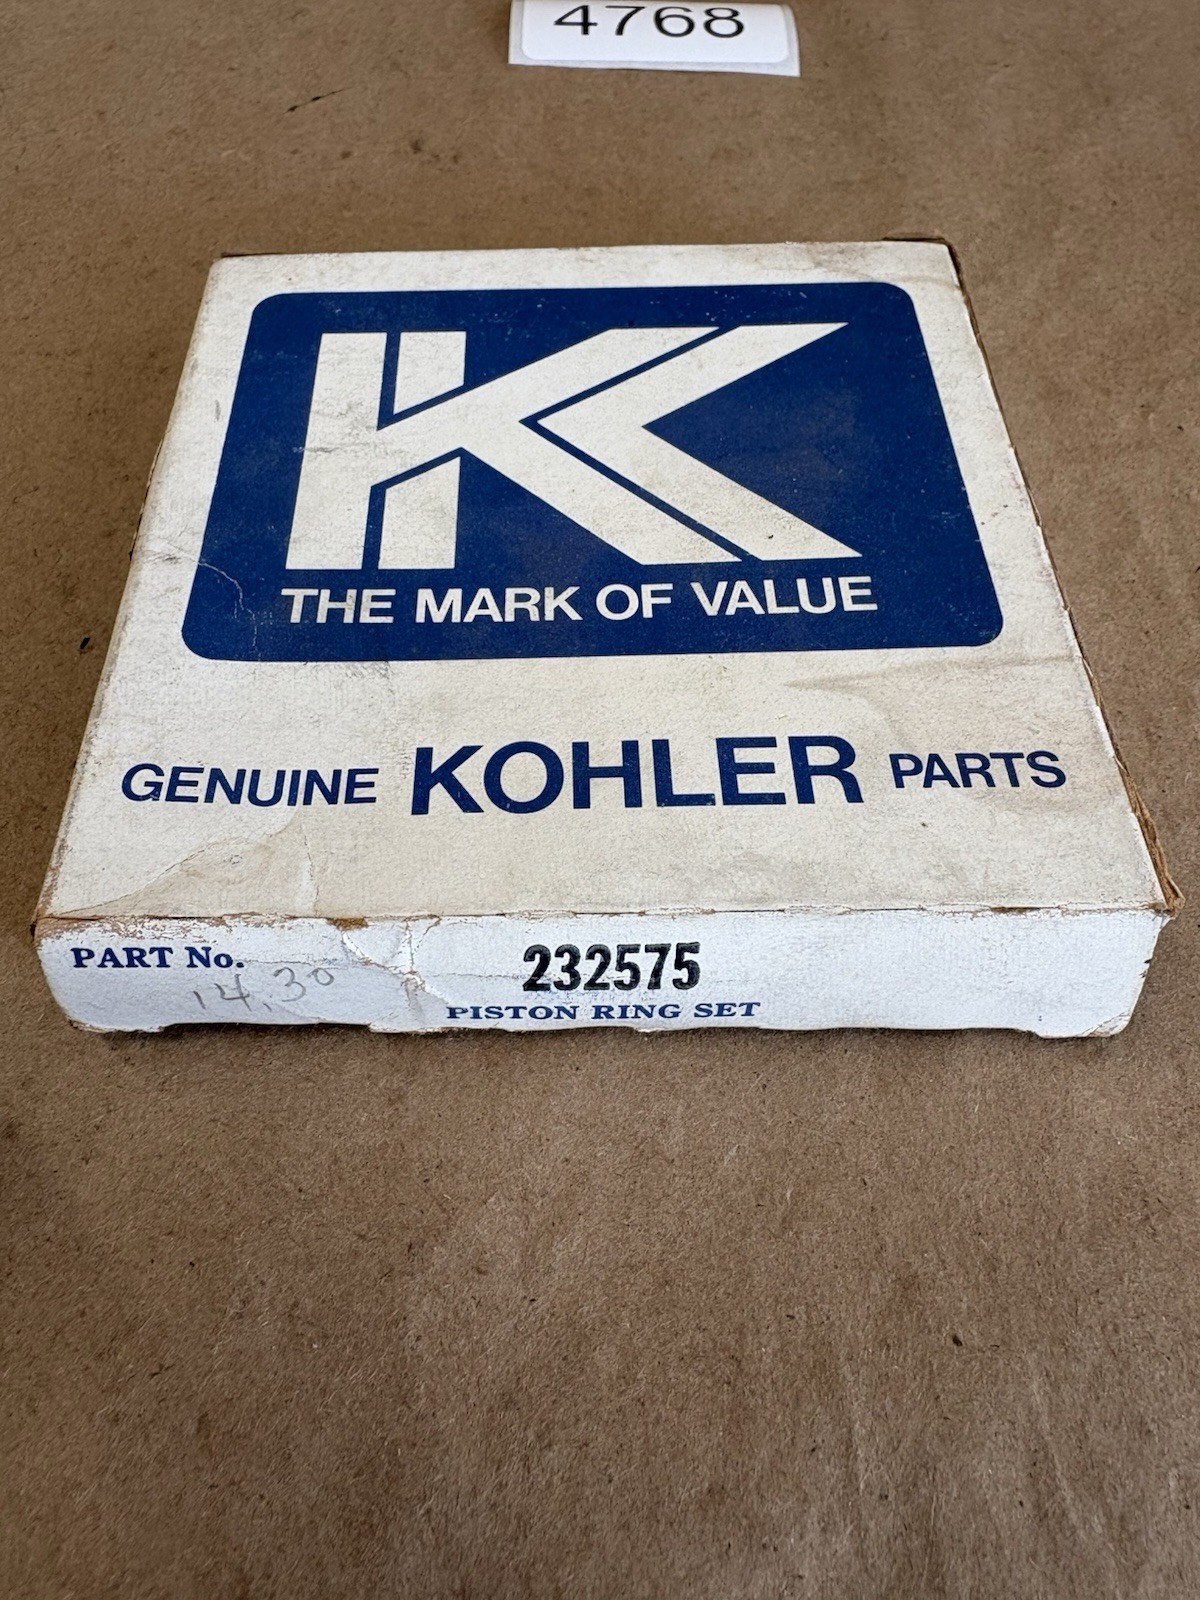 4768
K
THE MARK OF VALUE
GENUINE KOHLER PARTS
PART No. 232575
14.30
PISTON RING SET